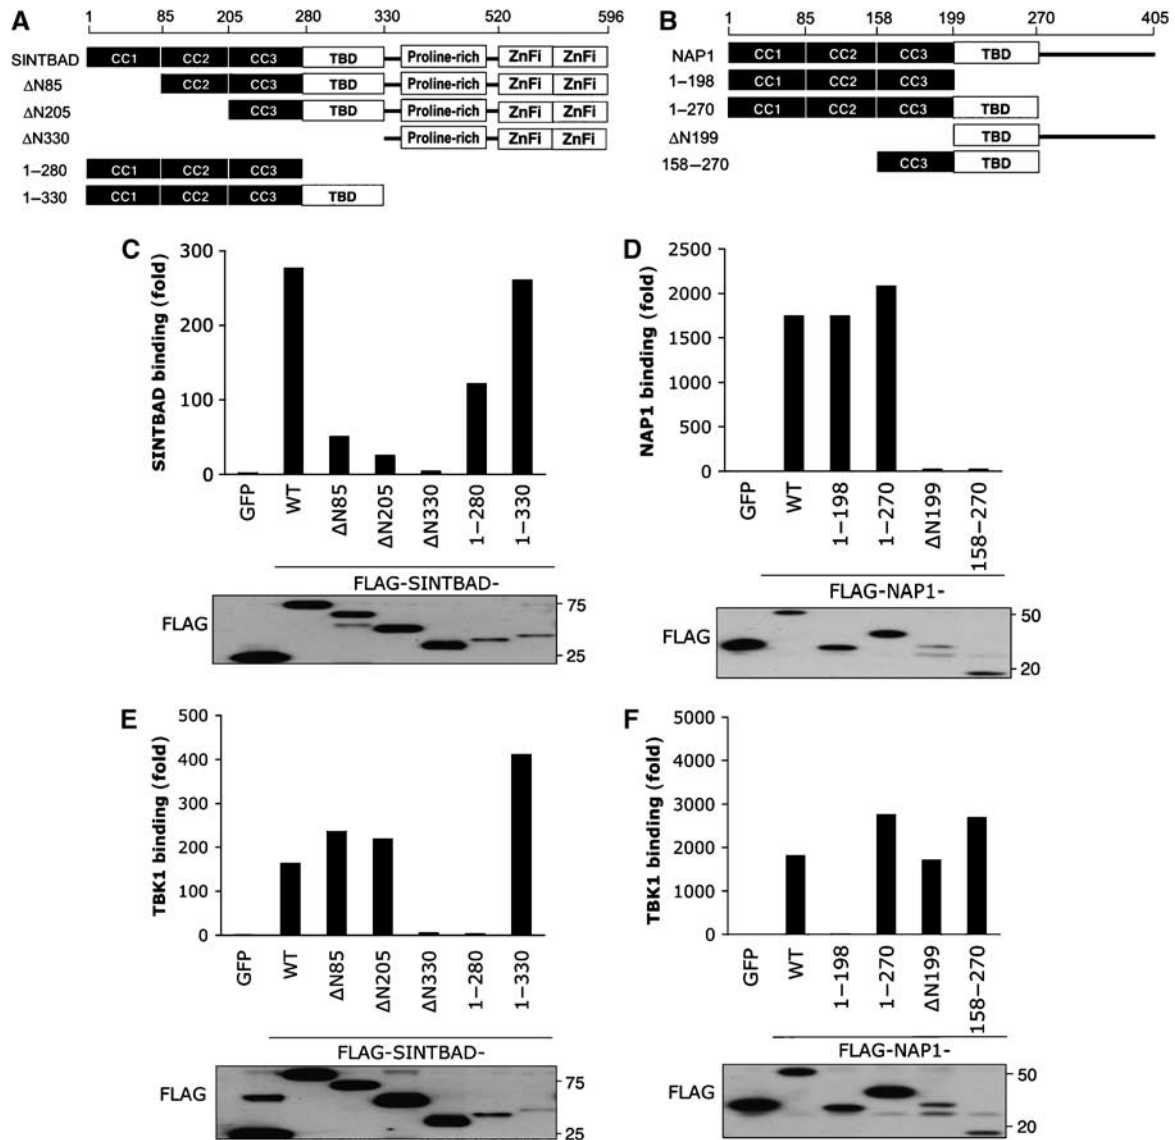 A
1 85 205 280 330 520 596
SINTBAD CC1 CC2 CC3 TBD Proline-rich ZnFi ZnFi
ΔN85 CC2 CC3 TBD Proline-rich ZnFi ZnFi
ΔN205 CC3 TBD Proline-rich ZnFi ZnFi
ΔN330 Proline-rich ZnFi ZnFi
1–280 CC1 CC2 CC3
1–330 CC1 CC2 CC3 TBD
B
1 85 158 199 270 405
NAP1 CC1 CC2 CC3 TBD
1–198 CC1 CC2 CC3
1–270 CC1 CC2 CC3 TBD
ΔN199 TBD
158–270 CC3 TBD
C
SINTBAD binding (fold)
300
200
100
0
GFP WT ΔN85 ΔN205 ΔN330 1–280 1–330
FLAG-SINTBAD-
FLAG
75
25
D
NAP1 binding (fold)
2500
2000
1500
1000
500
0
GFP WT 1–198 1–270 ΔN199 158–270
FLAG-NAP1-
FLAG
50
20
E
TBK1 binding (fold)
500
400
300
200
100
0
GFP WT ΔN85 ΔN205 ΔN330 1–280 1–330
FLAG-SINTBAD-
FLAG
75
25
F
TBK1 binding (fold)
5000
4000
3000
2000
1000
0
GFP WT 1–198 1–270 ΔN199 158–270
FLAG-NAP1-
FLAG
50
20